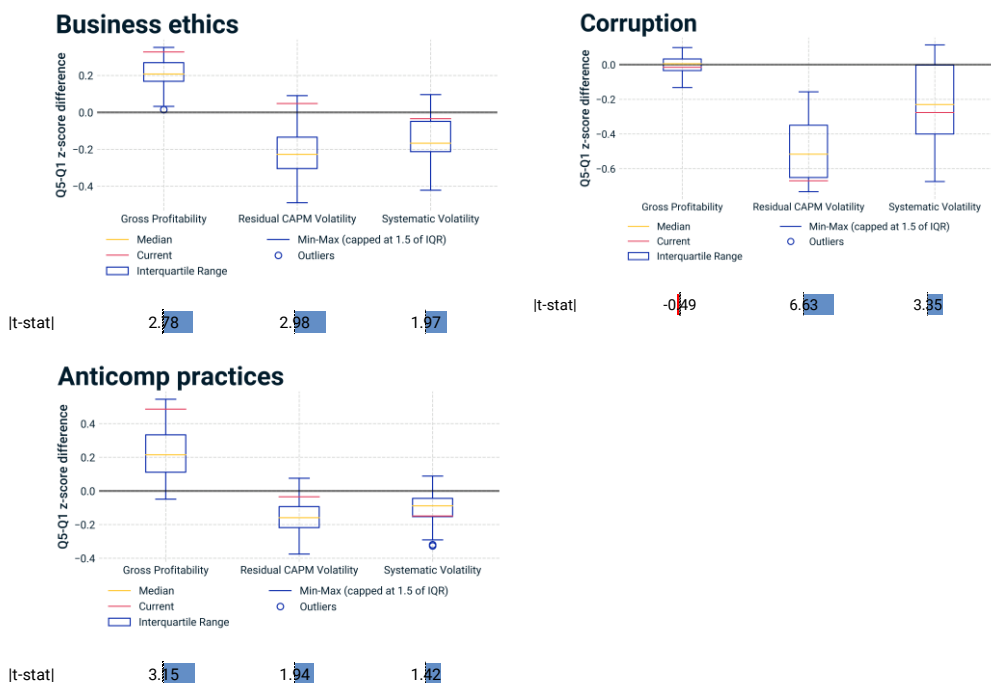 Business ethics
Q5-Q1 z-score difference
0.2
0.0
−0.2
−0.4
Gross Profitability Residual CAPM Volatility Systematic Volatility
Median Min-Max (capped at 1.5 of IQR)
Current Outliers
Interquartile Range
|t-stat| 2.78 2.98 1.97
Corruption
Q5-Q1 z-score difference
0.0
−0.2
−0.4
−0.6
Gross Profitability Residual CAPM Volatility Systematic Volatility
Median Min-Max (capped at 1.5 of IQR)
Current Outliers
Interquartile Range
|t-stat| -0.49 6.63 3.35
Anticomp practices
Q5-Q1 z-score difference
0.4
0.2
0.0
−0.2
−0.4
Gross Profitability Residual CAPM Volatility Systematic Volatility
Median Min-Max (capped at 1.5 of IQR)
Current Outliers
Interquartile Range
|t-stat| 3.15 1.94 1.42